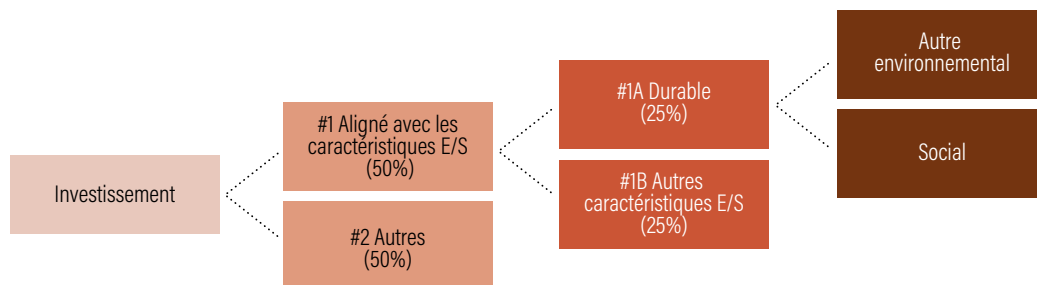 Investissement
#1 Aligné avec les
caractéristiques E/S
(50%)
#2 Autres
(50%)
#1A Durable
(25%)
#1B Autres
caractéristiques E/S
(25%)
Autre
environnemental
Social